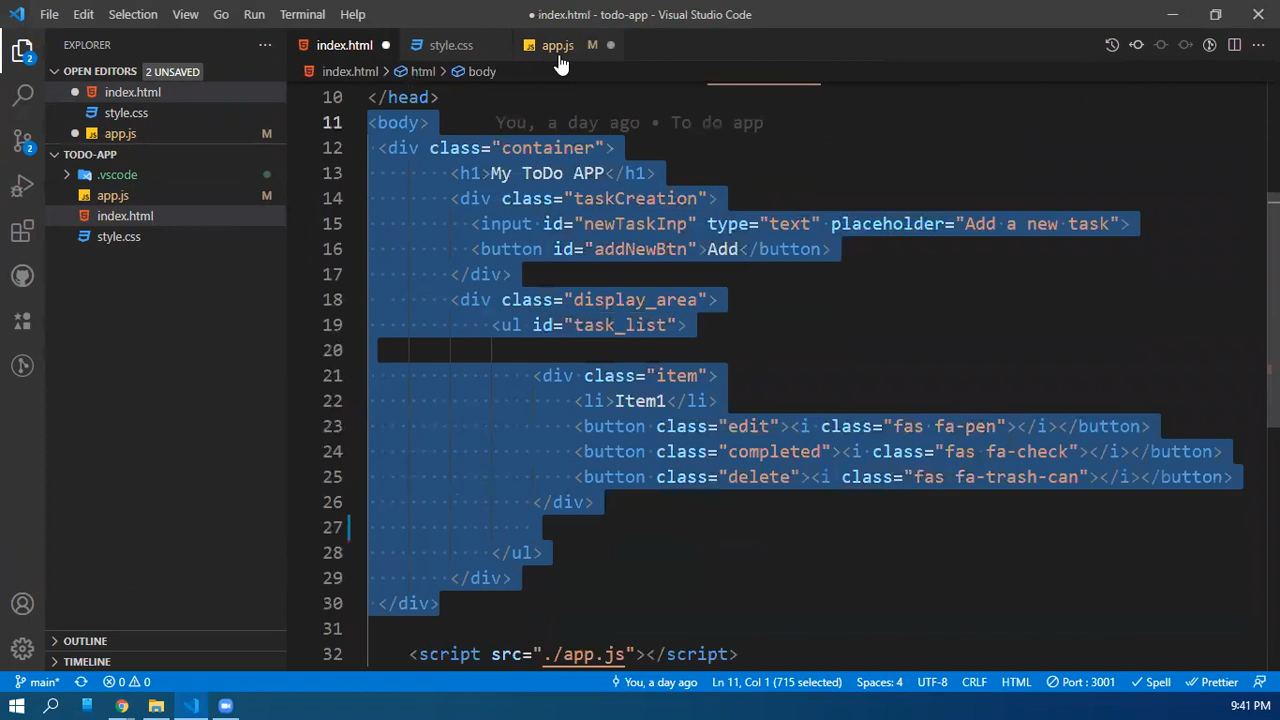 File Edit Selection View Go Run Terminal Help
● index.html - todo-app - Visual Studio Code
EXPLORER
index.html
style.css
app.js M
index.html > html > body
OPEN EDITORS 2 UNSAVED
index.html
style.css
app.js M
TODO-APP
.vscode
app.js
index.html
style.css
OUTLINE
TIMELINE
2
2
10 </head>
11 <body> You, a day ago • To do app
12 <div class="container">
13 <h1>My ToDo APP</h1>
14 <div class="taskCreation">
15 <input id="newTaskInp" type="text" placeholder="Add a new task">
16 <button id="addNewBtn">Add</button>
17 </div>
18 <div class="display_area">
19 <ul id="task_list">
20
21 <div class="item">
22 <li>Item1</li>
23 <button class="edit"><i class="fas fa-pen"></i></button>
24 <button class="completed"><i class="fas fa-check"></i></button>
25 <button class="delete"><i class="fas fa-trash-can"></i></button>
26 </div>
27
28 </ul>
29 </div>
30 </div>
31
32 <script src="./app.js"></script>
main* 0 0 You, a day ago Ln 11, Col 1 (715 selected) Spaces: 4 UTF-8 CRLF HTML Port : 3001 Spell Prettier
9:41 PM